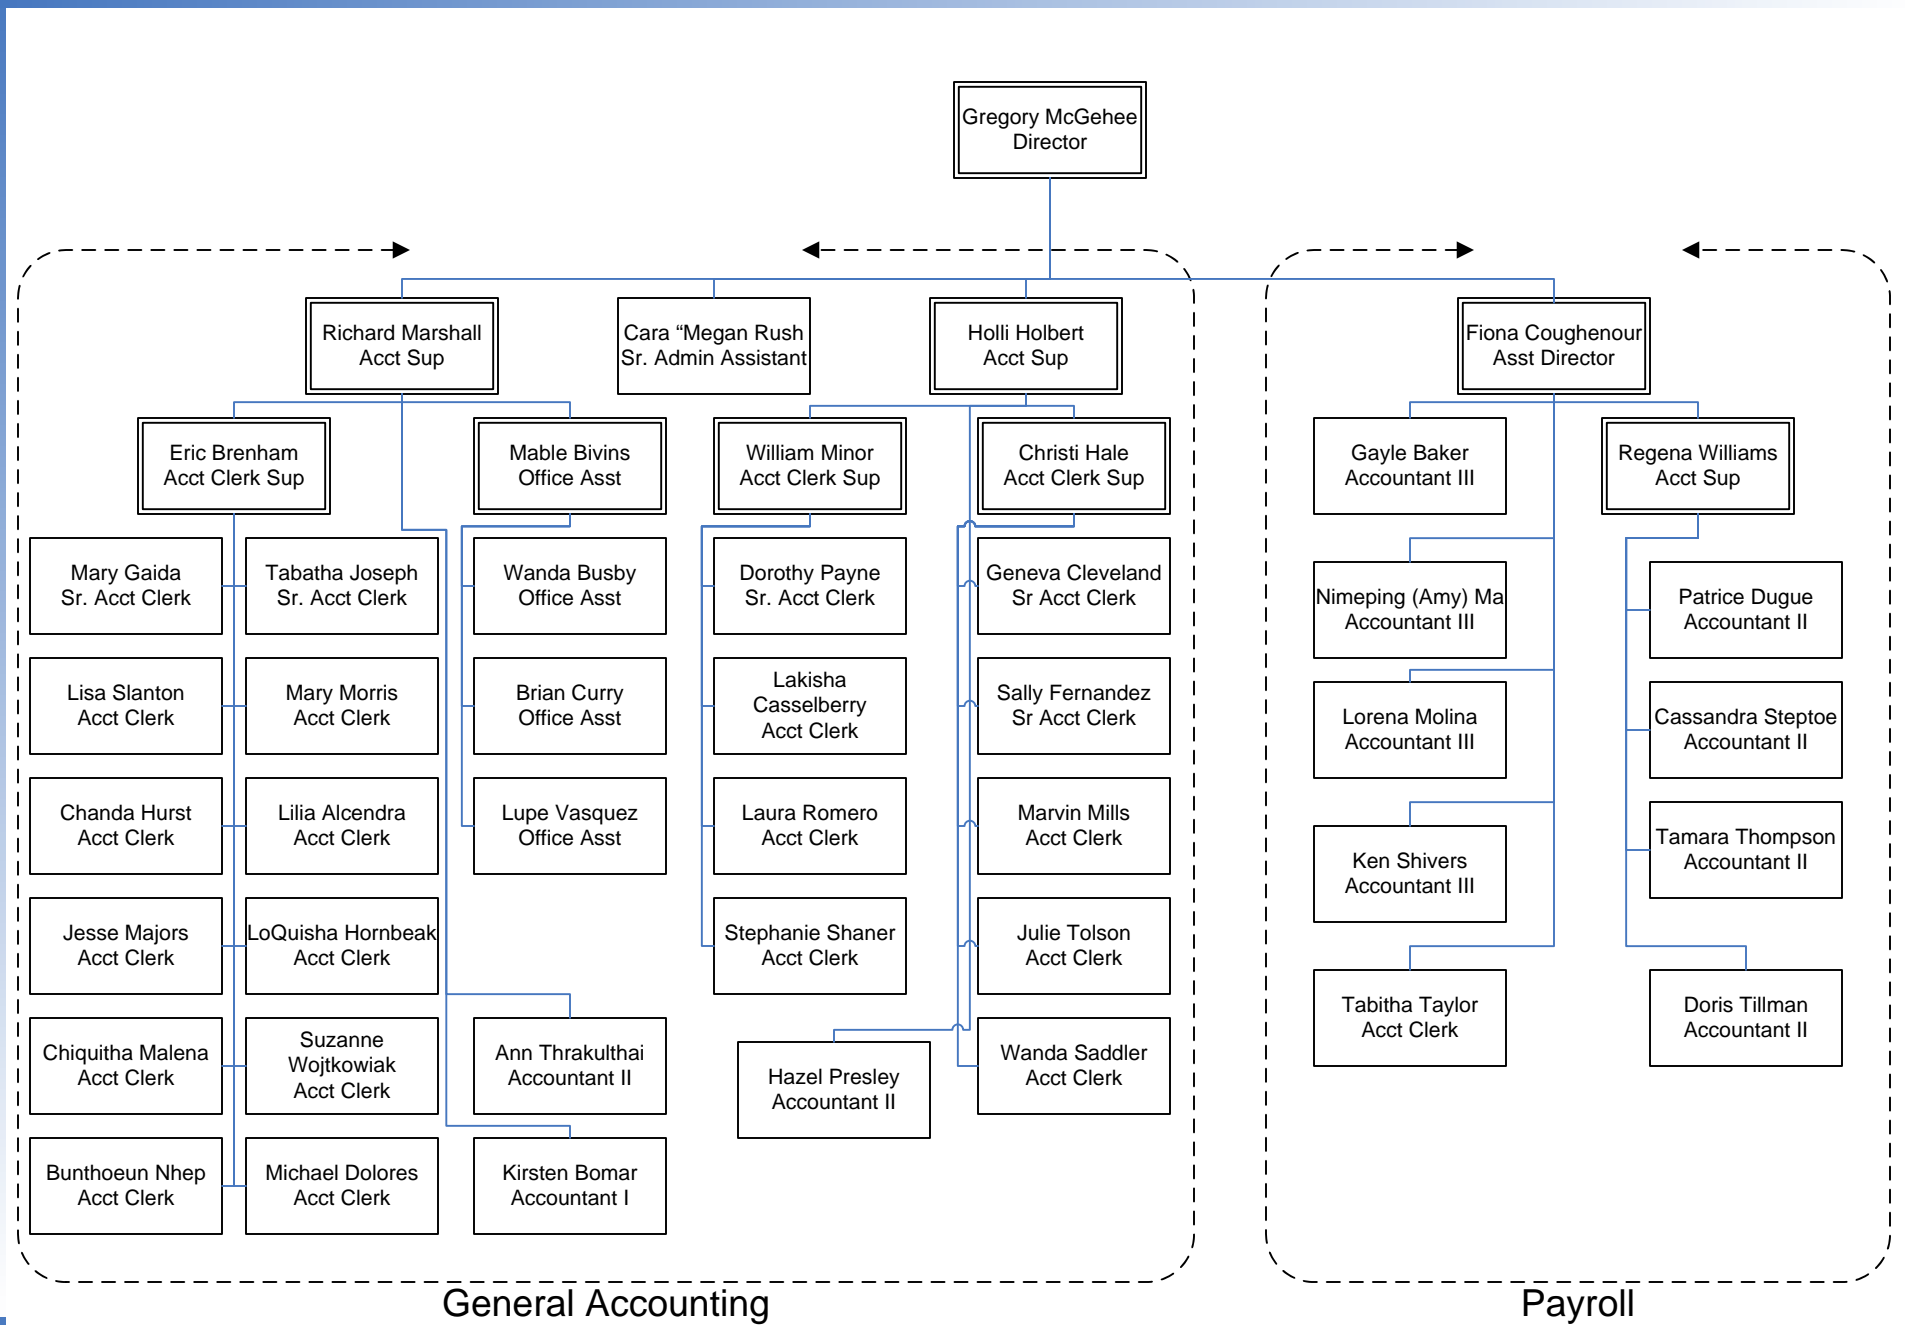 Gregory McGehee
Director
Richard Marshall
Acct Sup
Cara “Megan Rush
Sr. Admin Assistant
Holli Holbert
Acct Sup
Fiona Coughenour
Asst Director
Eric Brenham
Acct Clerk Sup
Mable Bivins
Office Asst
William Minor
Acct Clerk Sup
Christi Hale
Acct Clerk Sup
Gayle Baker
Accountant III
Regena Williams
Acct Sup
Mary Gaida
Sr. Acct Clerk
Tabatha Joseph
Sr. Acct Clerk
Wanda Busby
Office Asst
Dorothy Payne
Sr. Acct Clerk
Geneva Cleveland
Sr Acct Clerk
Nimeping (Amy) Ma
Accountant III
Patrice Dugue
Accountant II
Lisa Slanton
Acct Clerk
Mary Morris
Acct Clerk
Brian Curry
Office Asst
Lakisha
Casselberry
Acct Clerk
Sally Fernandez
Sr Acct Clerk
Lorena Molina
Accountant III
Cassandra Steptoe
Accountant II
Chanda Hurst
Acct Clerk
Lilia Alcendra
Acct Clerk
Lupe Vasquez
Office Asst
Laura Romero
Acct Clerk
Marvin Mills
Acct Clerk
Ken Shivers
Accountant III
Tamara Thompson
Accountant II
Jesse Majors
Acct Clerk
LoQuisha Hornbeak
Acct Clerk
Stephanie Shaner
Acct Clerk
Julie Tolson
Acct Clerk
Tabitha Taylor
Acct Clerk
Doris Tillman
Accountant II
Chiquitha Malena
Acct Clerk
Suzanne
Wojtkowiak
Acct Clerk
Ann Thrakulthai
Accountant II
Hazel Presley
Accountant II
Wanda Saddler
Acct Clerk
Bunthoeun Nhep
Acct Clerk
Michael Dolores
Acct Clerk
Kirsten Bomar
Accountant I
General Accounting
Payroll